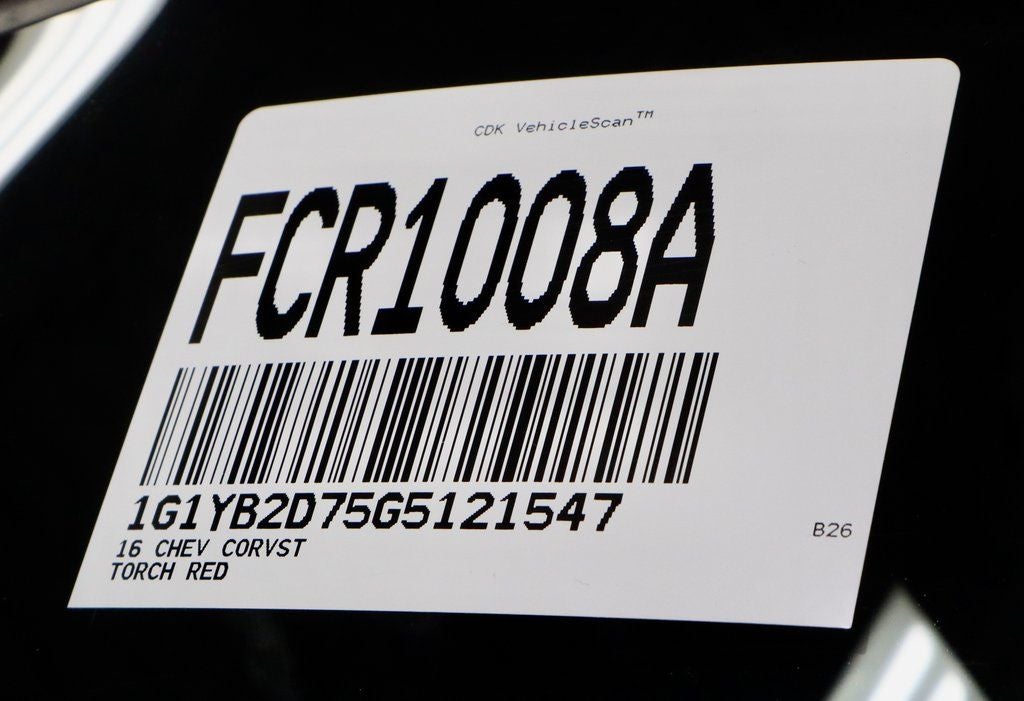 CDK VehicleScan™
FCR1008A
1G1YB2D75G5121547
16 CHEV CORVST
TORCH RED
B26